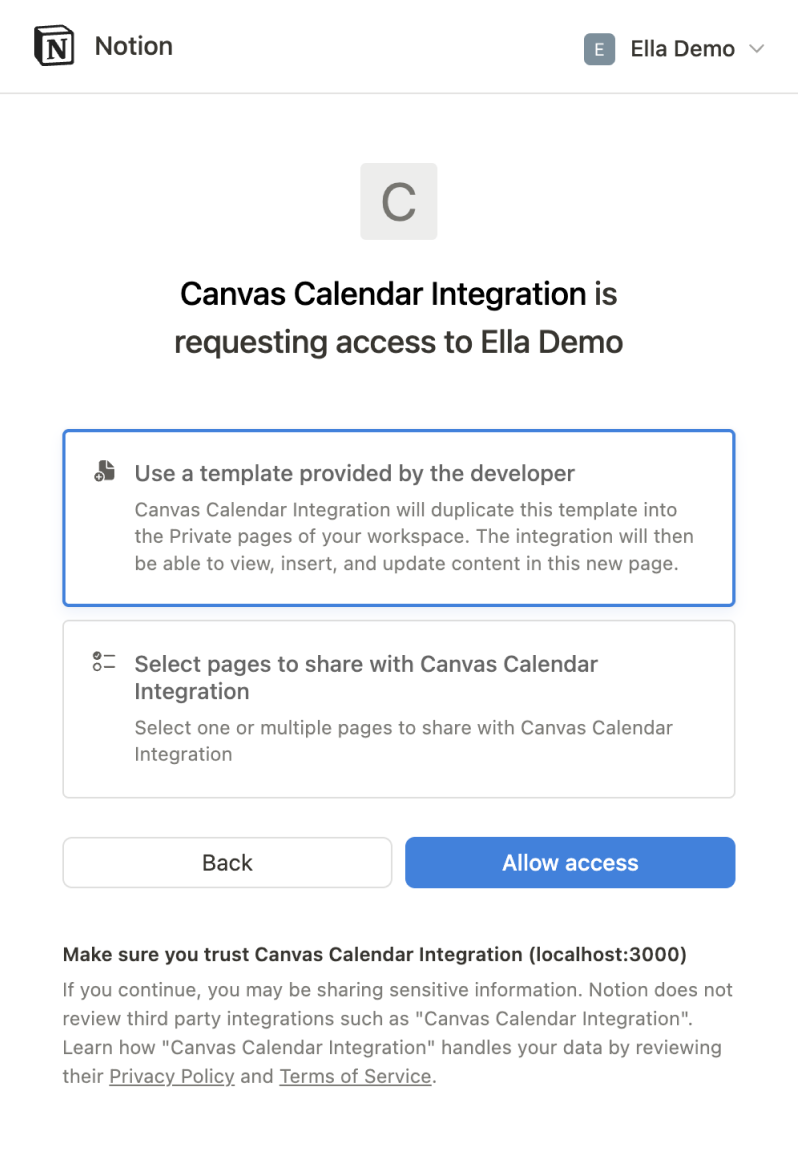 Notion
E Ella Demo
C
Canvas Calendar Integration is
requesting access to Ella Demo
Use a template provided by the developer
Canvas Calendar Integration will duplicate this template into
the Private pages of your workspace. The integration will then
be able to view, insert, and update content in this new page.
Select pages to share with Canvas Calendar
Integration
Select one or multiple pages to share with Canvas Calendar
Integration
Back
Allow access
Make sure you trust Canvas Calendar Integration (localhost:3000)
If you continue, you may be sharing sensitive information. Notion does not
review third party integrations such as "Canvas Calendar Integration".
Learn how "Canvas Calendar Integration" handles your data by reviewing
their Privacy Policy and Terms of Service.